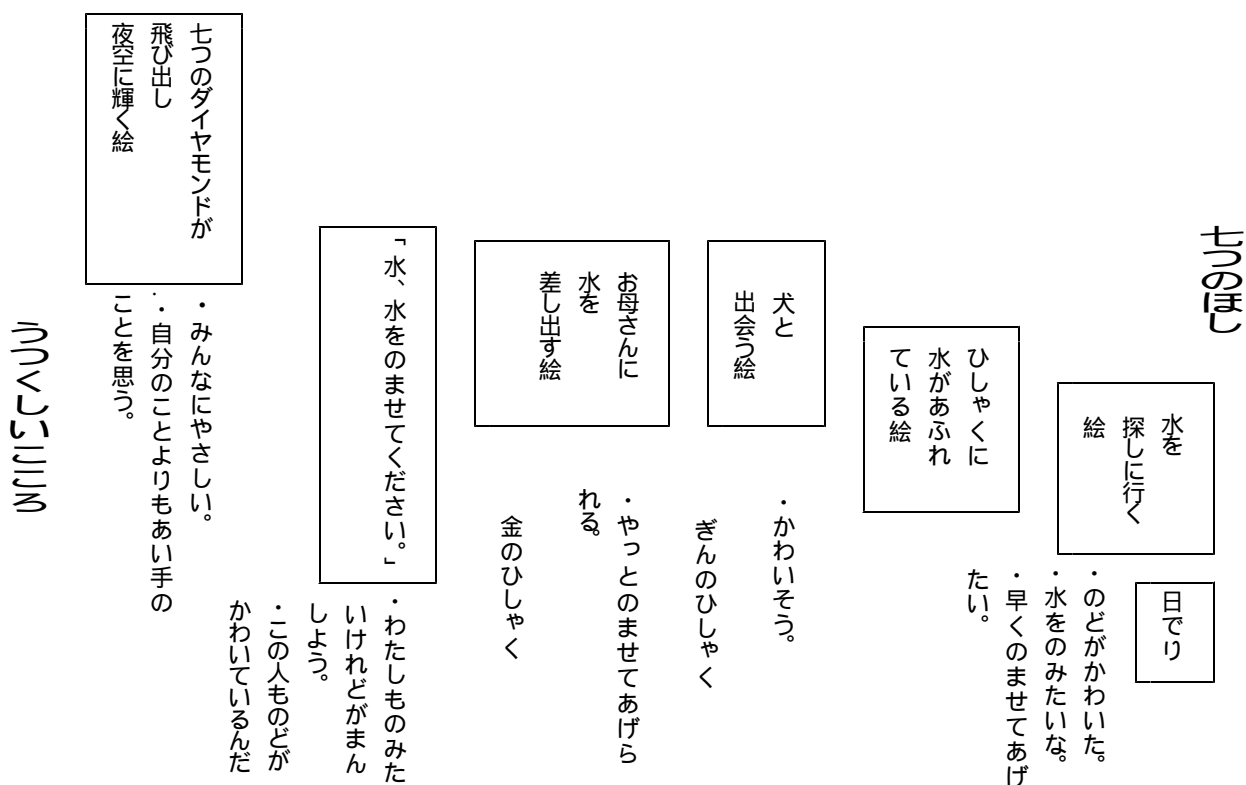 七つのほし
水を
探しに行く
絵
日でり
・のどがかわいた。
・水をのみたいな。
・早くのませてあげ
たい。
ひしゃくに
水があふれ
ている絵
犬と
出会う絵
・かわいそう。
ぎんのひしゃく
お母さんに
水を
差し出す絵
・やっとのませてあげら
れる。
金のひしゃく
「水、水をのませてください。」
・わたしものみた
いけれどがまん
しよう。
・この人ものどが
かわいているんだ
七つのダイヤモンドが
飛び出し
夜空に輝く絵
・みんなにやさしい。
・自分のことよりもあい手の
ことを思う。
うつくしいこころ